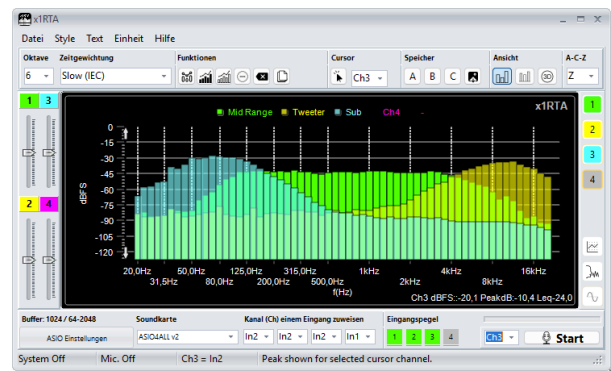 x1RTA
Datei Style Text Einheit Hilfe
Oktave Zeitgewichtung Funktionen Cursor Speicher Ansicht A-C-Z
6 Slow (IEC) Ch3 A B C 3D Z
1 3
x1RTA
Mid Range Tweeter Sub Ch4 -
1
2
3
4
2 4
dBFS
0
-15
-30
-45
-60
-75
-90
-105
-120
20,0Hz 50,0Hz 125,0Hz 315,0Hz 1kHz 4kHz 16kHz
31,5Hz 80,0Hz 200,0Hz 500,0Hz 2kHz 8kHz
f(Hz)
Ch3 dBFS:-20,1 PeakdB:-10,4 Leq-24,0
Buffer: 1024 / 64-2048 Soundkarte Kanal (Ch) einem Eingang zuweisen Eingangspegel
ASIO Einstellungen ASIO4ALL v2 In2 In2 In2 In1 1 2 3 4 Ch3 Start
System Off Mic. Off Ch3 = In2 Peak shown for selected cursor channel.